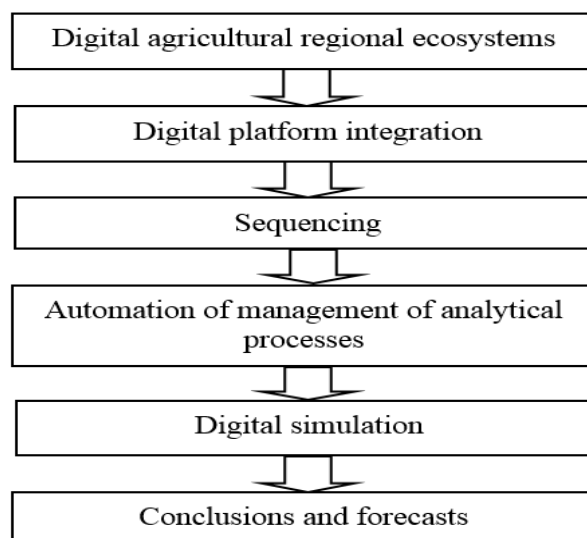 Digital agricultural regional ecosystems
Digital platform integration
Sequencing
Automation of management of analytical
processes
Digital simulation
Conclusions and forecasts